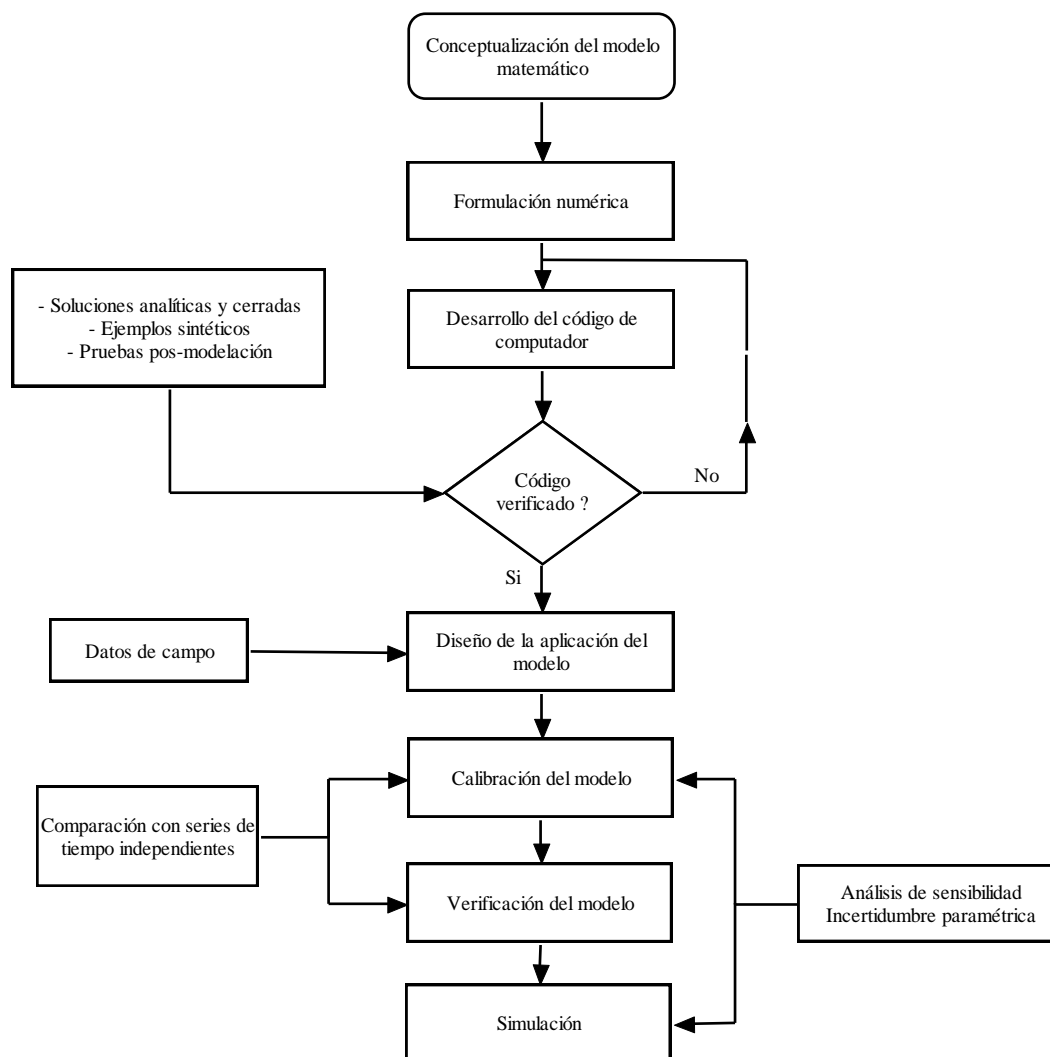 Conceptualización del modelo
matemático
Formulación numérica
- Soluciones analíticas y cerradas
- Ejemplos sintéticos
- Pruebas pos-modelación
Desarrollo del código de
computador
Código
verificado ?
No
Si
Datos de campo
Diseño de la aplicación del
modelo
Calibración del modelo
Comparación con series de
tiempo independientes
Verificación del modelo
Análisis de sensibilidad
Incertidumbre paramétrica
Simulación